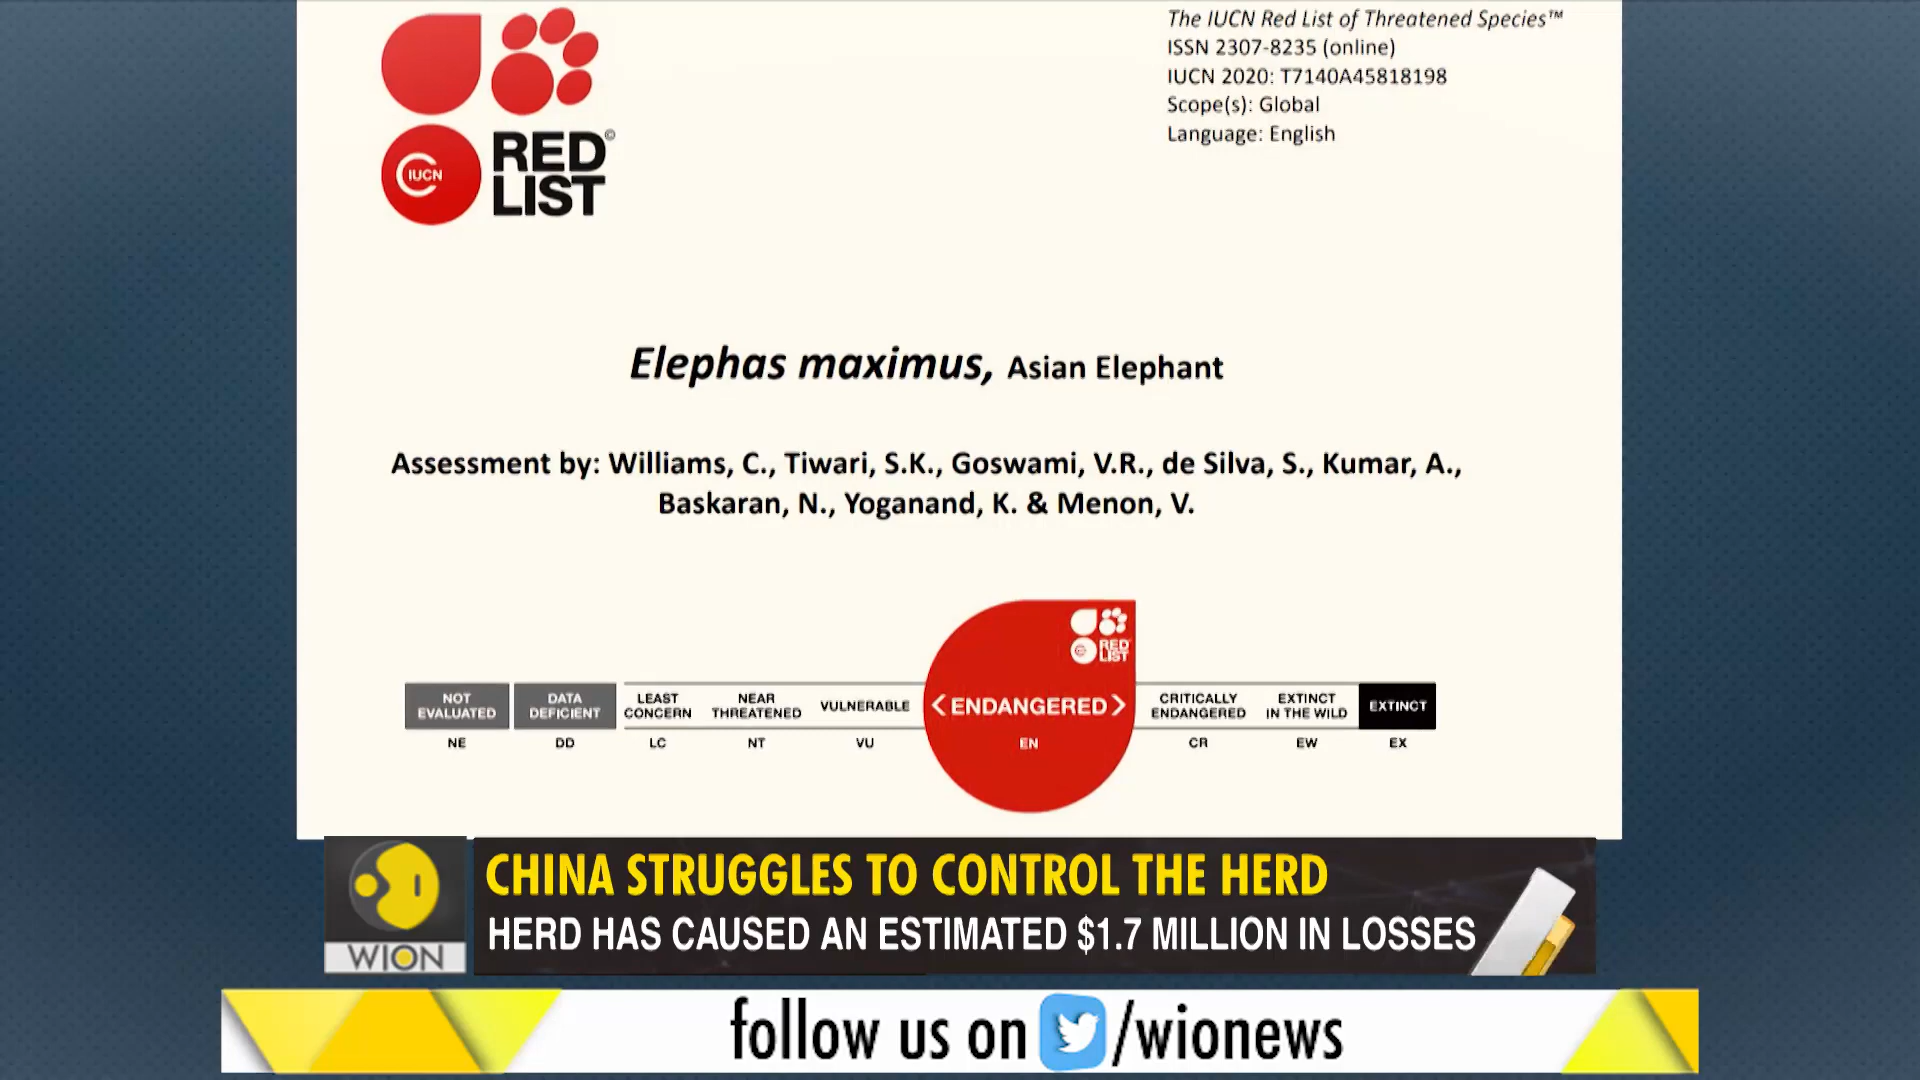 The IUCN Red List of Threatened Species™
ISSN 2307-8235 (online)
IUCN 2020: T7140A45818198
Scope(s): Global
Language: English
IUCN
RED©
LIST
Elephas maximus, Asian Elephant
Assessment by: Williams, C., Tiwari, S.K., Goswami, V.R., de Silva, S., Kumar, A.,
Baskaran, N., Yoganand, K. & Menon, V.
RED
LIST
NOT EVALUATED
DATA DEFICIENT
LEAST CONCERN
NEAR THREATENED
VULNERABLE
<ENDANGERED>
CRITICALLY ENDANGERED
EXTINCT IN THE WILD
EXTINCT
NE DD LC NT VU EN CR EW EX
CHINA STRUGGLES TO CONTROL THE HERD
HERD HAS CAUSED AN ESTIMATED $1.7 MILLION IN LOSSES
WION
follow us on /wionews